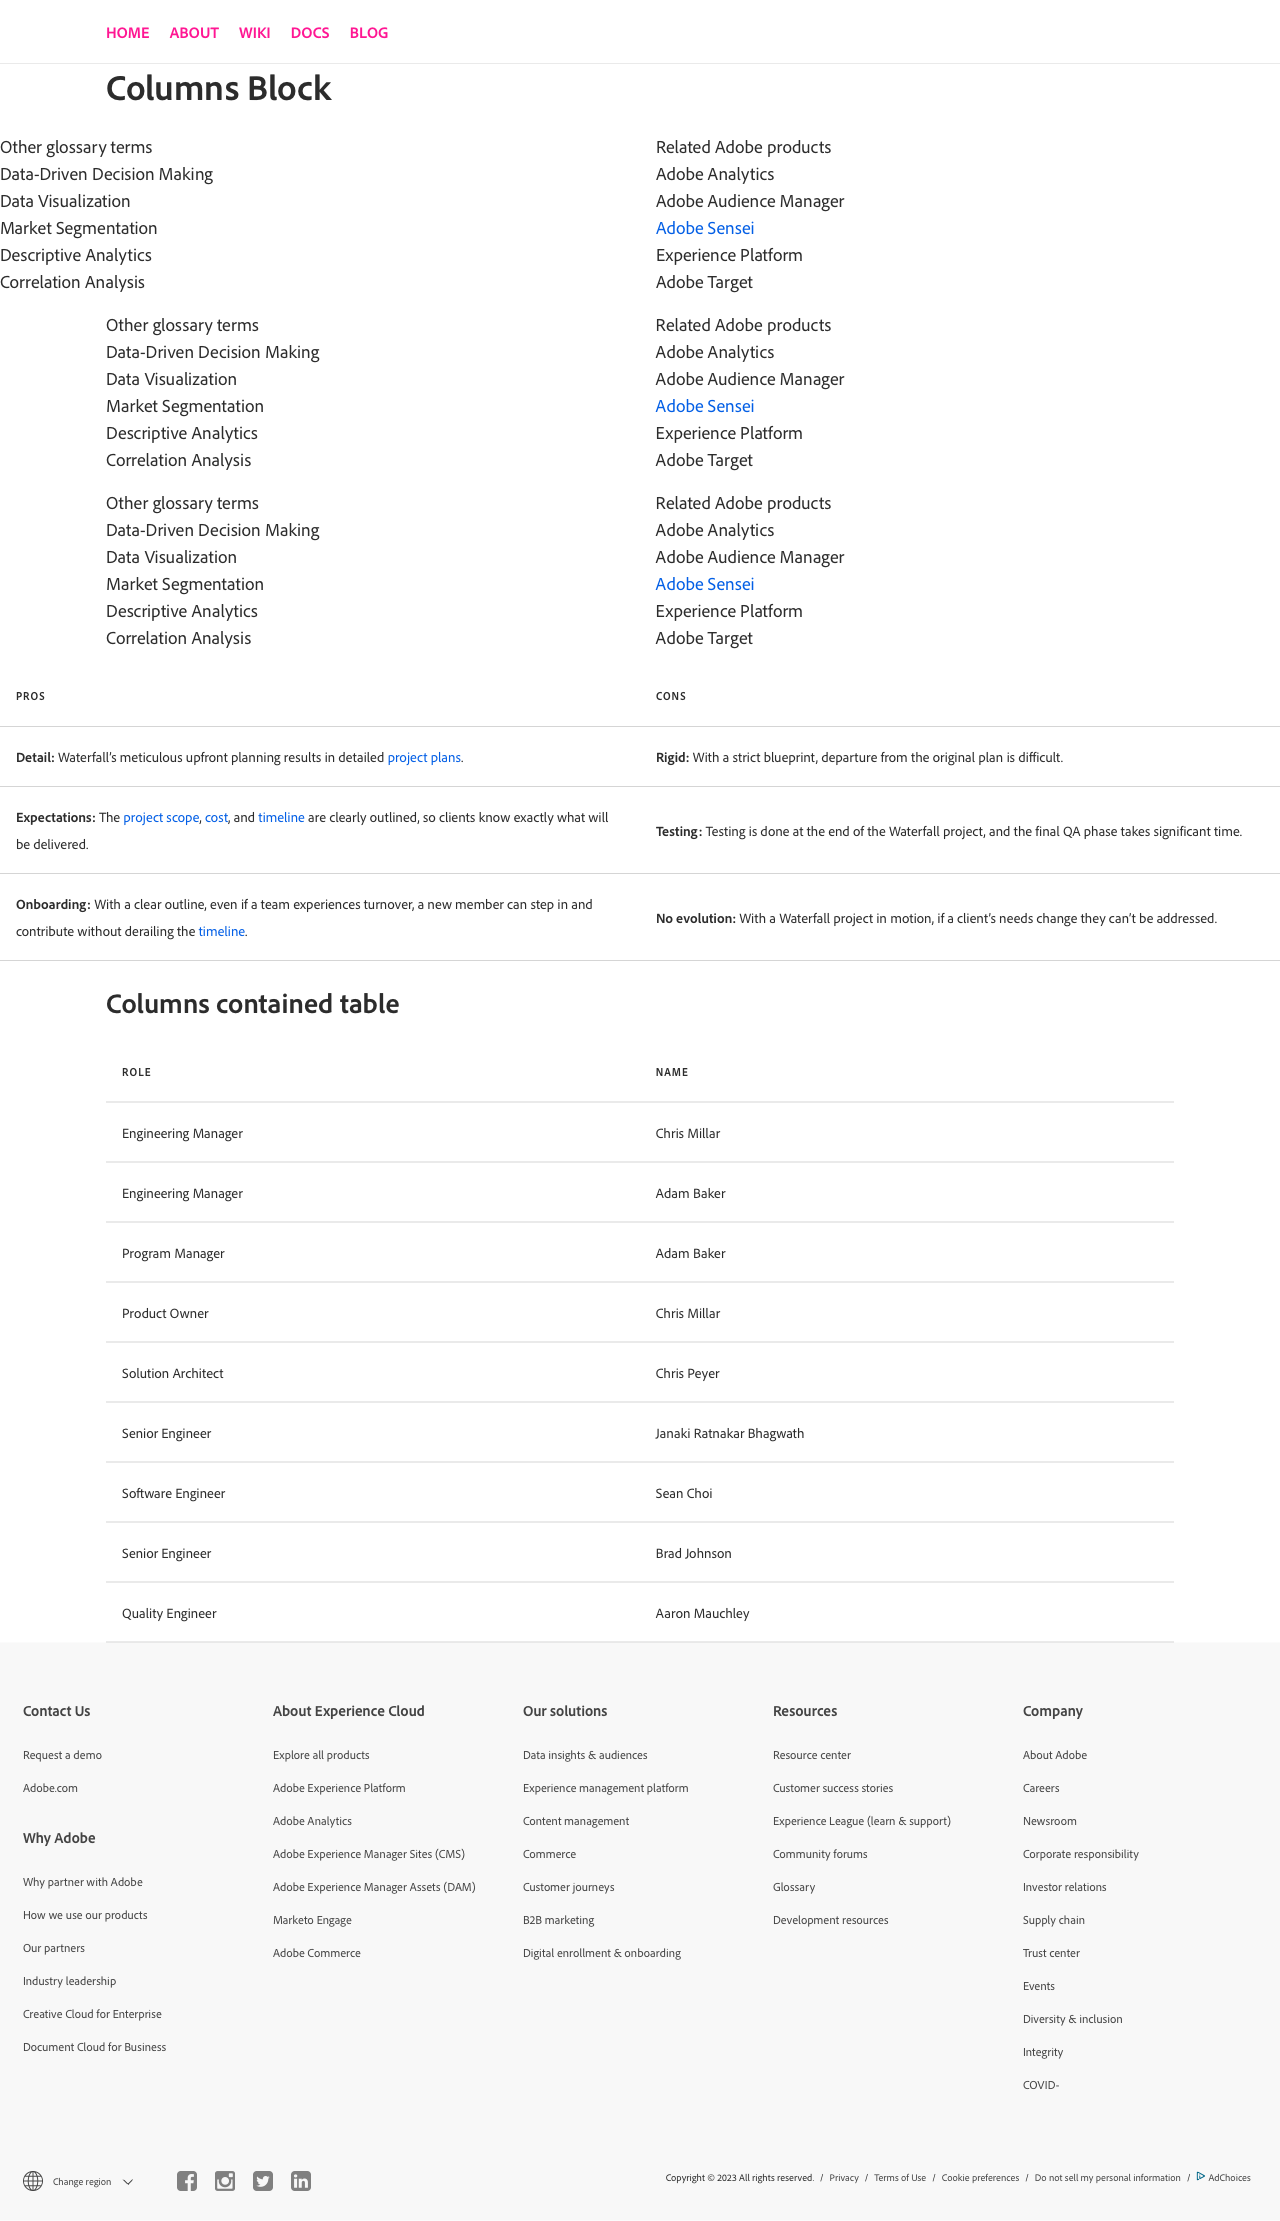 HOME ABOUT WIKI DOCS BLOG
Columns Block
Other glossary terms
Data-Driven Decision Making
Data Visualization
Market Segmentation
Descriptive Analytics
Correlation Analysis
Related Adobe products
Adobe Analytics
Adobe Audience Manager
Adobe Sensei
Experience Platform
Adobe Target
Other glossary terms
Data-Driven Decision Making
Data Visualization
Market Segmentation
Descriptive Analytics
Correlation Analysis
Related Adobe products
Adobe Analytics
Adobe Audience Manager
Adobe Sensei
Experience Platform
Adobe Target
Other glossary terms
Data-Driven Decision Making
Data Visualization
Market Segmentation
Descriptive Analytics
Correlation Analysis
Related Adobe products
Adobe Analytics
Adobe Audience Manager
Adobe Sensei
Experience Platform
Adobe Target
PROS CONS
Detail: Waterfall's meticulous upfront planning results in detailed project plans.
Rigid: With a strict blueprint, departure from the original plan is difficult.
Expectations: The project scope, cost, and timeline are clearly outlined, so clients know exactly what will
be delivered.
Testing: Testing is done at the end of the Waterfall project, and the final QA phase takes significant time.
Onboarding: With a clear outline, even if a team experiences turnover, a new member can step in and
contribute without derailing the timeline.
No evolution: With a Waterfall project in motion, if a client's needs change they can't be addressed.
Columns contained table
ROLE NAME
Engineering Manager Chris Millar
Engineering Manager Adam Baker
Program Manager Adam Baker
Product Owner Chris Millar
Solution Architect Chris Peyer
Senior Engineer Janaki Ratnakar Bhagwath
Software Engineer Sean Choi
Senior Engineer Brad Johnson
Quality Engineer Aaron Mauchley
Contact Us
Request a demo
Adobe.com
Why Adobe
Why partner with Adobe
How we use our products
Our partners
Industry leadership
Creative Cloud for Enterprise
Document Cloud for Business
About Experience Cloud
Explore all products
Adobe Experience Platform
Adobe Analytics
Adobe Experience Manager Sites (CMS)
Adobe Experience Manager Assets (DAM)
Marketo Engage
Adobe Commerce
Our solutions
Data insights & audiences
Experience management platform
Content management
Commerce
Customer journeys
B2B marketing
Digital enrollment & onboarding
Resources
Resource center
Customer success stories
Experience League (learn & support)
Community forums
Glossary
Development resources
Company
About Adobe
Careers
Newsroom
Corporate responsibility
Investor relations
Supply chain
Trust center
Events
Diversity & inclusion
Integrity
COVID-
Change region
Copyright © 2023 All rights reserved. / Privacy / Terms of Use / Cookie preferences / Do not sell my personal information / AdChoices